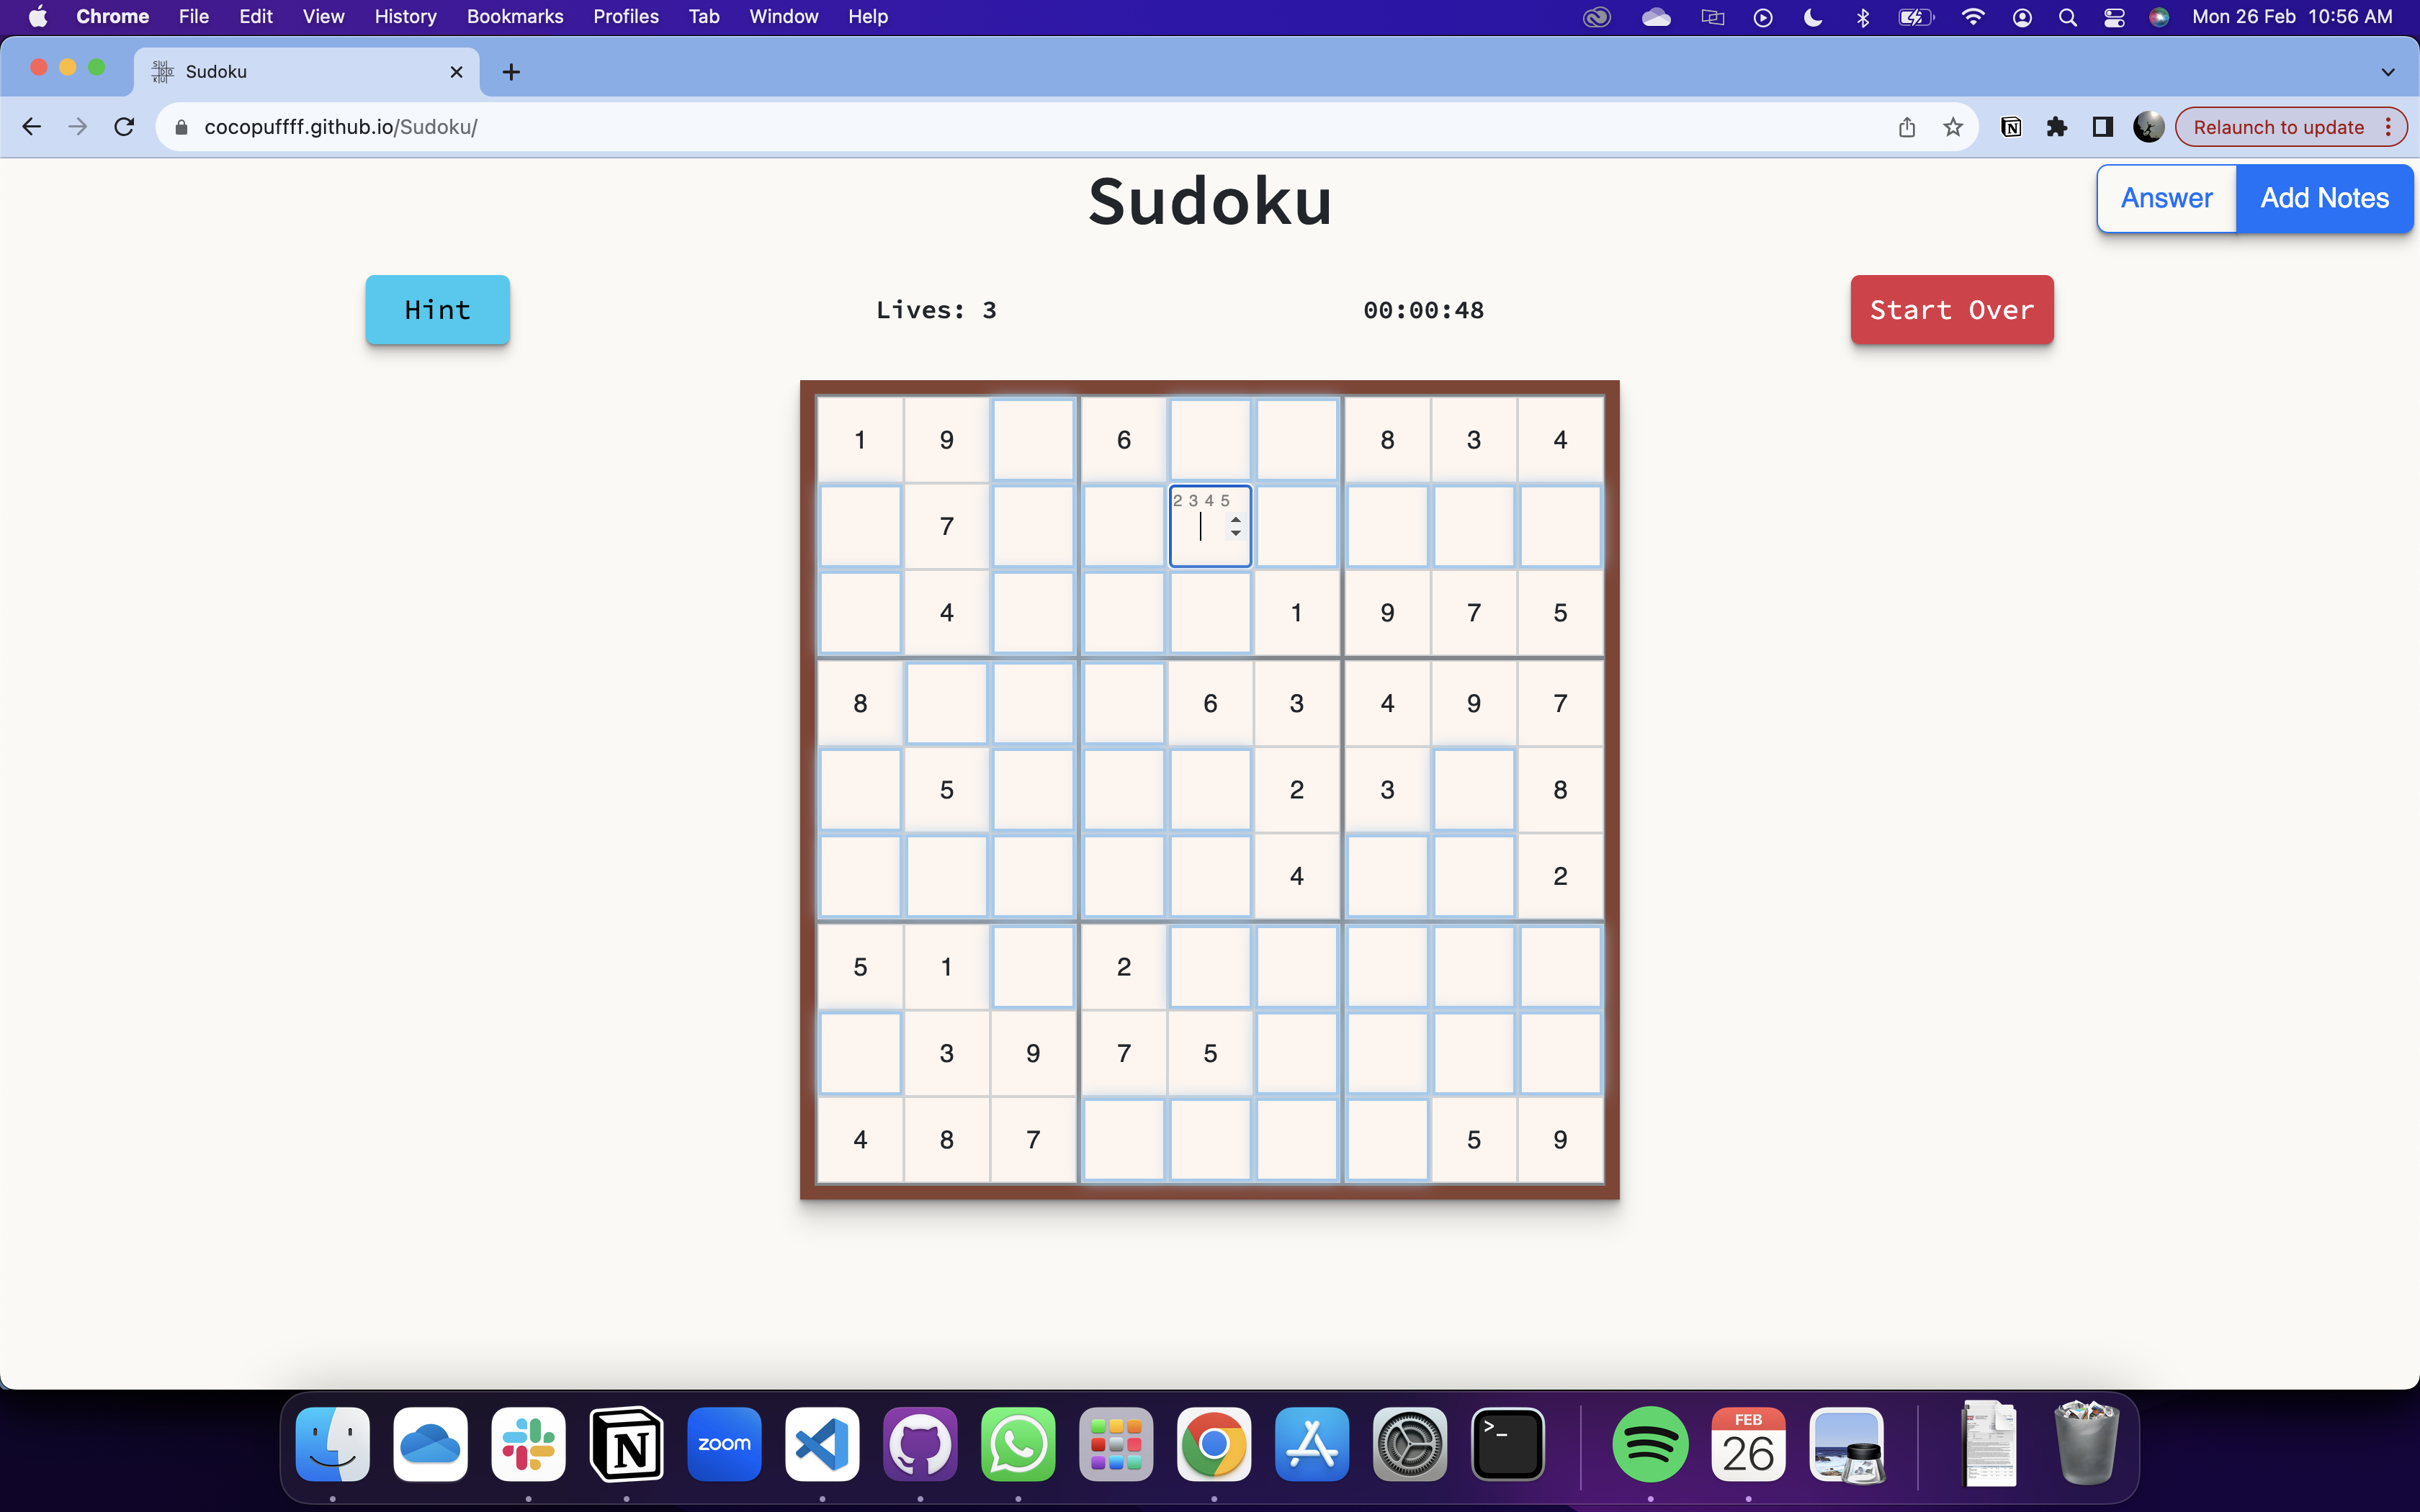 Chrome File Edit View History Bookmarks Profiles Tab Window Help Mon 26 Feb 10:56 AM
Sudoku
cocopuffff.github.io/Sudoku/ Relaunch to update
Sudoku
Answer Add Notes
Hint Lives: 3 00:00:48 Start Over
1 9 6 8 3 4
2 3 4 5
7
4 1 9 7 5
8 6 3 4 9 7
5 2 3 8
4 2
5 1 2
3 9 7 5
4 8 7 5 9
zoom
FEB
26